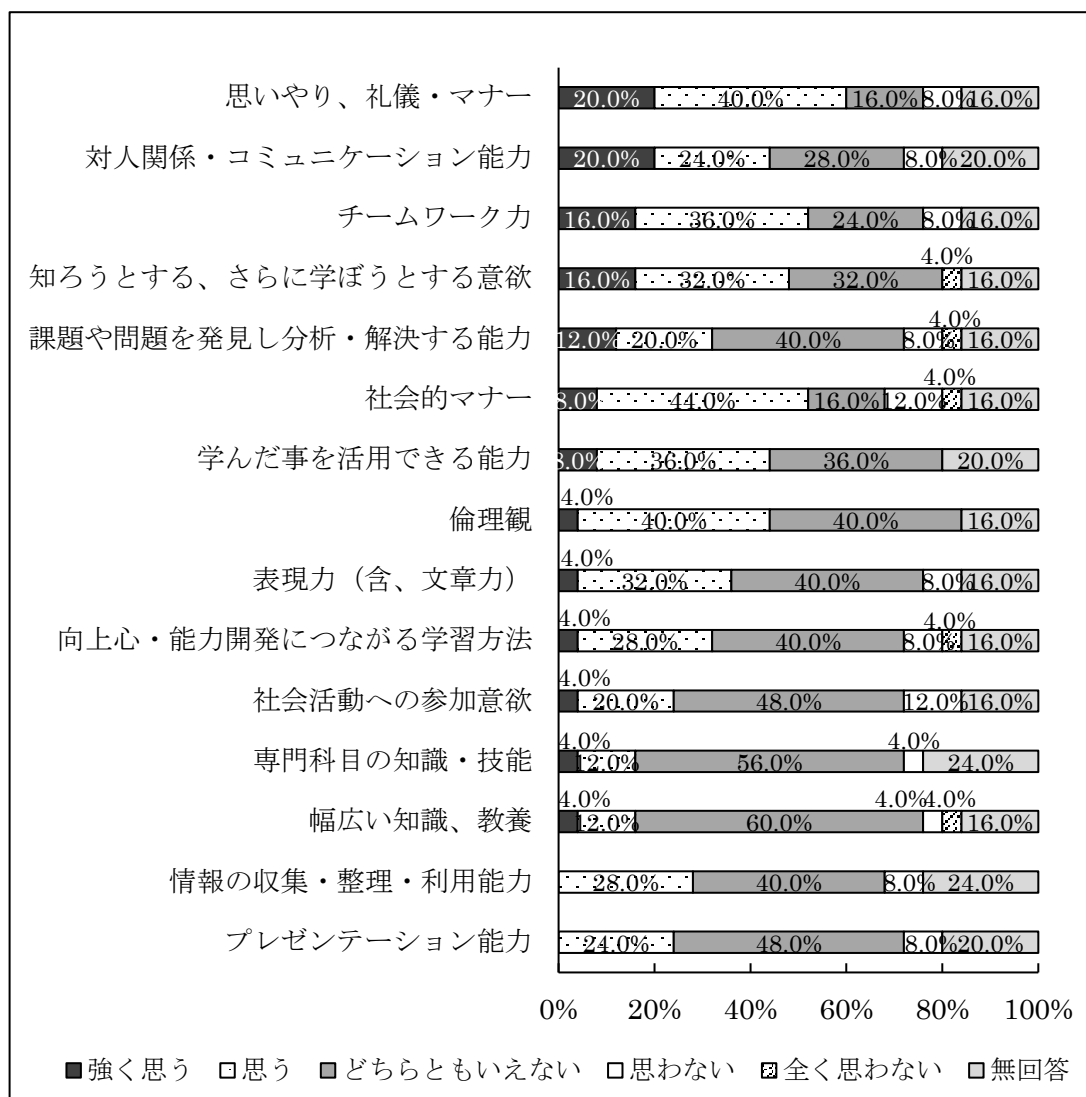 思いやり、礼儀・マナー 20.0% 40.0% 16.0% 8.0% 16.0%
対人関係・コミュニケーション能力 20.0% 24.0% 28.0% 8.0% 20.0%
チームワーク力 16.0% 36.0% 24.0% 8.0% 16.0%
4.0%
知ろうとする、さらに学ぼうとする意欲 16.0% 32.0% 32.0% 16.0%
4.0%
課題や問題を発見し分析・解決する能力 12.0% 20.0% 40.0% 8.0% 16.0%
4.0%
社会的マナー 8.0% 44.0% 16.0% 12.0% 16.0%
学んだ事を活用できる能力 8.0% 36.0% 36.0% 20.0%
4.0%
倫理観 40.0% 40.0% 16.0%
4.0%
表現力（含、文章力） 32.0% 40.0% 8.0% 16.0%
4.0% 4.0%
向上心・能力開発につながる学習方法 28.0% 40.0% 8.0% 16.0%
4.0%
社会活動への参加意欲 20.0% 48.0% 12.0% 16.0%
4.0% 4.0%
専門科目の知識・技能 12.0% 56.0% 24.0%
4.0% 4.0% 4.0%
幅広い知識、教養 12.0% 60.0% 16.0%
情報の収集・整理・利用能力 28.0% 40.0% 8.0% 24.0%
プレゼンテーション能力 24.0% 48.0% 8.0% 20.0%
0% 20% 40% 60% 80% 100%
強く思う 思う どちらともいえない 思わない 全く思わない 無回答